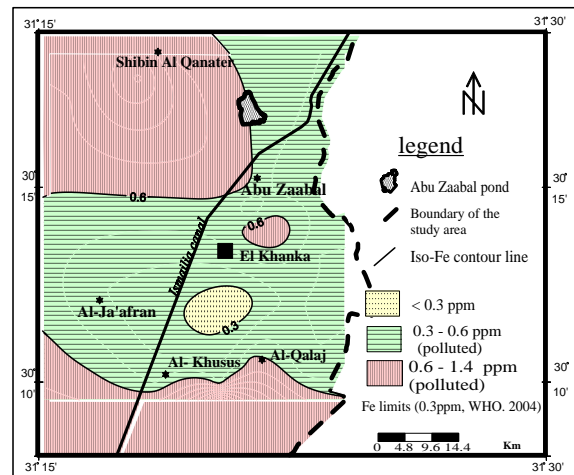 31 15'
31 30'
Shibin Al Qanater
legend
30
15'
30
15'
Abu Zaabal
Abu Zaabal pond
0.6
0.6
Boundary of the
study area
Ismailia canal
El Khanka
Iso-Fe contour line
Al-Ja'afran
< 0.3 ppm
0.3
0.3 - 0.6 ppm
(polluted)
Al- Khusus
Al-Qalaj
0.6 - 1.4 ppm
(polluted)
30
10'
30
10'
Fe limits (0.3ppm, WHO. 2004)
0 4.8 9.6 14.4
Km
31 15'
31 30'
N